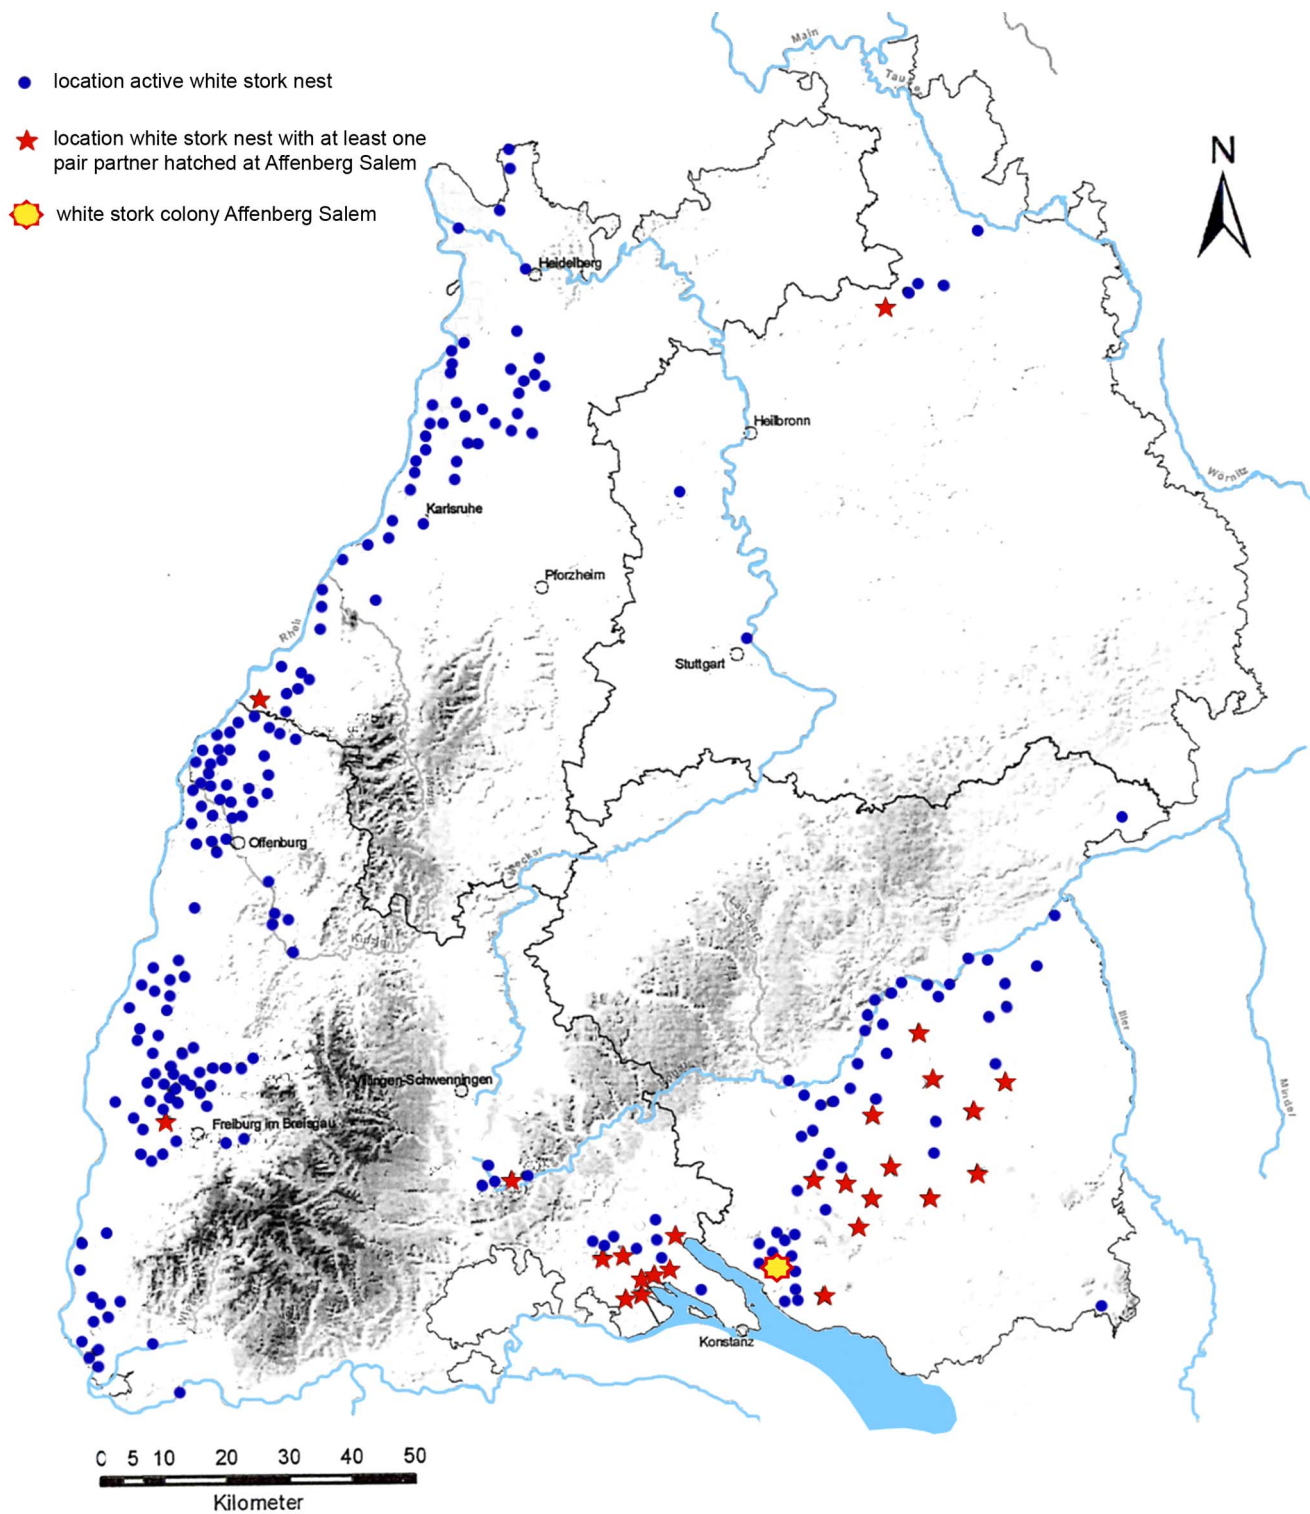 Main
Taube
location active white stork nest
location white stork nest with at least one
pair partner hatched at Affenberg Salem
N
white stork colony Affenberg Salem
Heidelberg
Heilbronn
Wörnitz
Karlsruhe
Pforzheim
Rhein
Stuttgart
Offenburg
Neckar
Kinzig
Iller
Villingen-Schwenningen
Mindel
Freiburg im Breisgau
Konstanz
0 5 10 20 30 40 50
Kilometer